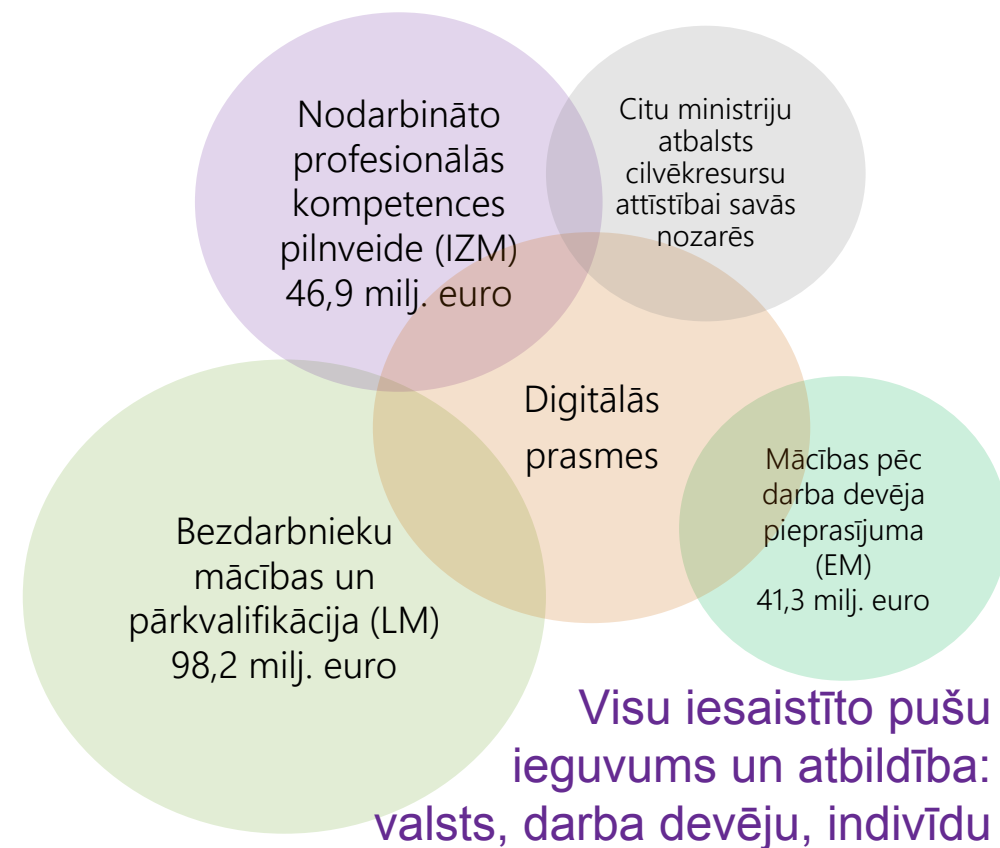 Nodarbināto
profesionālās
kompetences
pilnveide (IZM)
46,9 milj. euro
Citu ministriju
atbalsts
cilvēkresursu
attīstībai savās
nozarēs
Digitālās
prasmes
Mācības pēc
darba devēja
pieprasījuma
(EM)
41,3 milj. euro
Bezdarbnieku
mācības un
pārkvalifikācija (LM)
98,2 milj. euro
Visu iesaistīto pušu
ieguvums un atbildība:
valsts, darba devēju, indivīdu